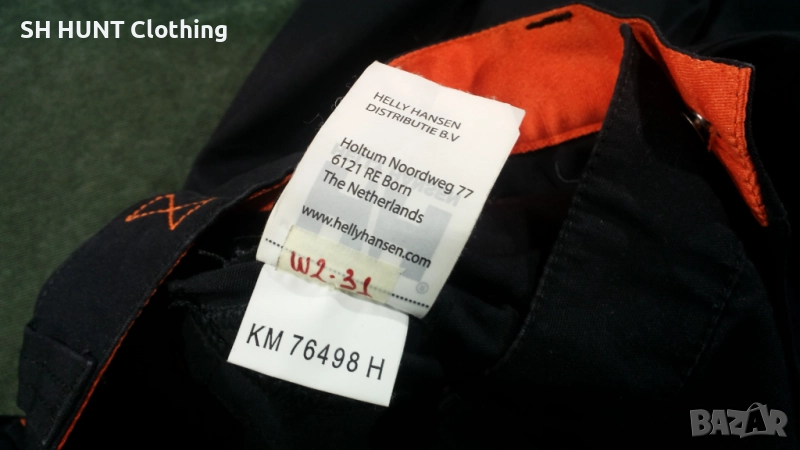 SH HUNT Clothing
HELLY HANSEN
DISTRIBUTIE B.V
Holtum Noordweg 77
6121 RE Born
The Netherlands
www.hellyhansen.com
W2-31
KM 76498 H
BAZAR